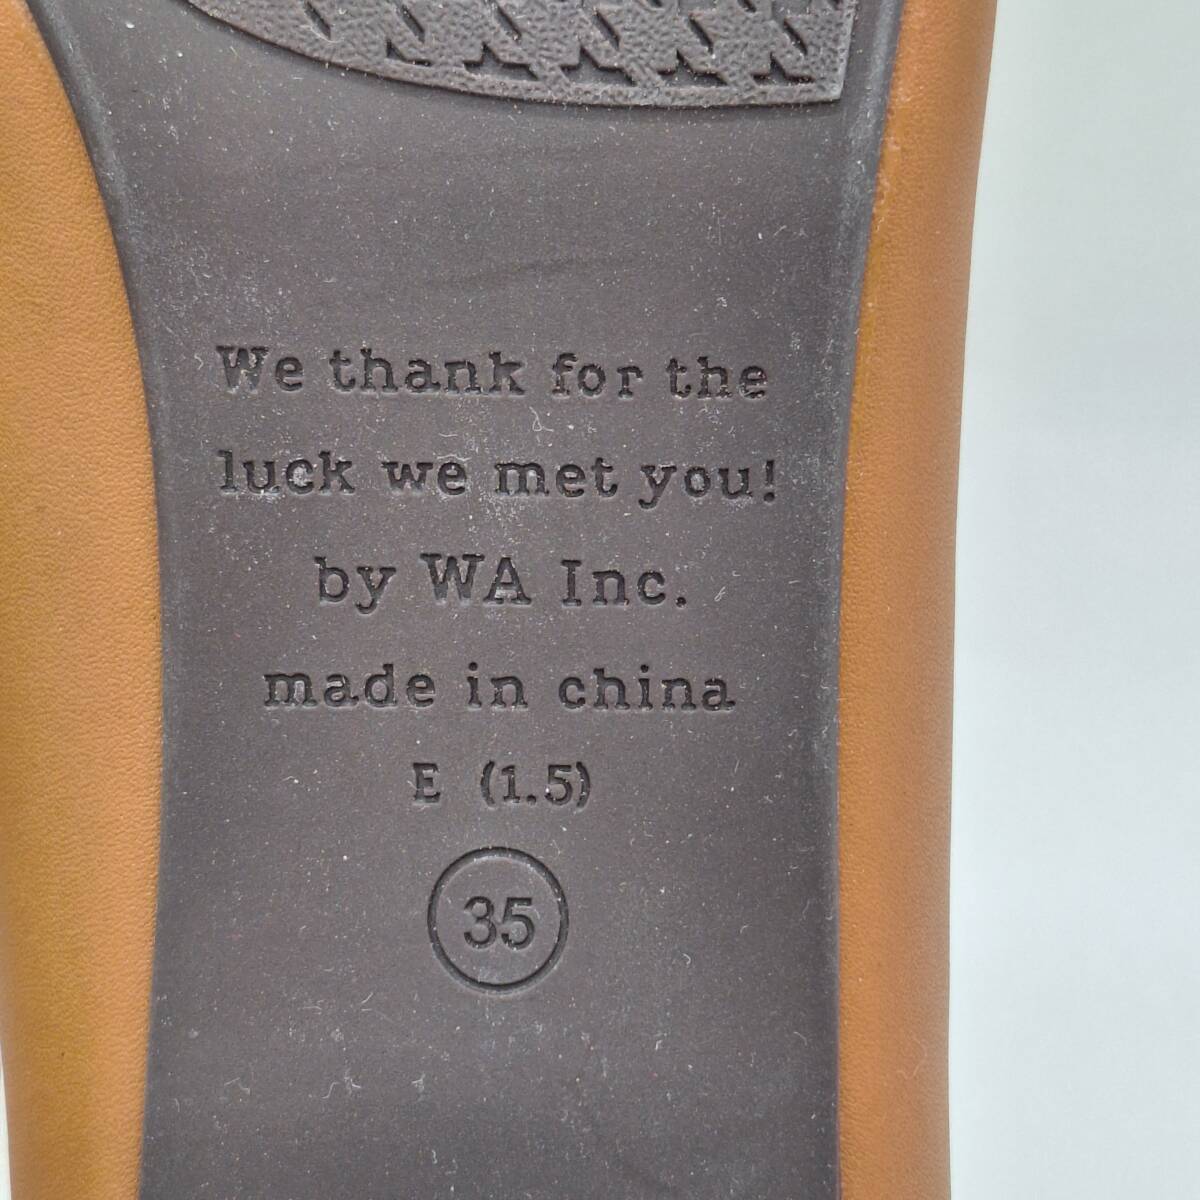 We thank for the
luck we met you!
by WA Inc.
made in china
E (1.5)
35